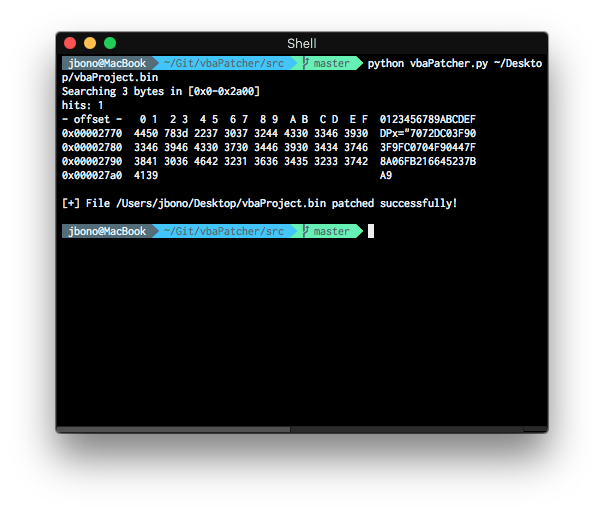 Shell
jbono@MacBook ~/Git/vbaPatcher/src master python vbaPatcher.py ~/Deskto
p/vbaProject.bin
Searching 3 bytes in [0x0-0x2a00]
hits: 1
- offset -   0 1  2 3  4 5  6 7  8 9  A B  C D  E F  0123456789ABCDEF
0x00002770  4450 783d 2237 3037 3244 4330 3346 3930  DPx="7072DC03F90
0x00002780  3346 3946 4330 3730 3446 3930 3434 3746  3F9FC0704F90447F
0x00002790  3841 3036 4642 3231 3636 3435 3233 3742  8A06FB216645237B
0x000027a0  4139                                     A9
[+] File /Users/jbono/Desktop/vbaProject.bin patched successfully!
jbono@MacBook ~/Git/vbaPatcher/src master